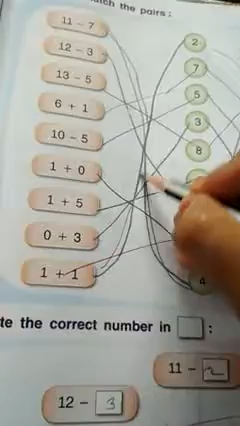 tch the pairs :
11 - 7
2
12 - 3
7
13 - 5
5
6 + 1
3
10 - 5
8
1 + 0
1 + 5
0 + 3
1 + 1
4
te the correct number in □ :
11 - 2
12 - 3